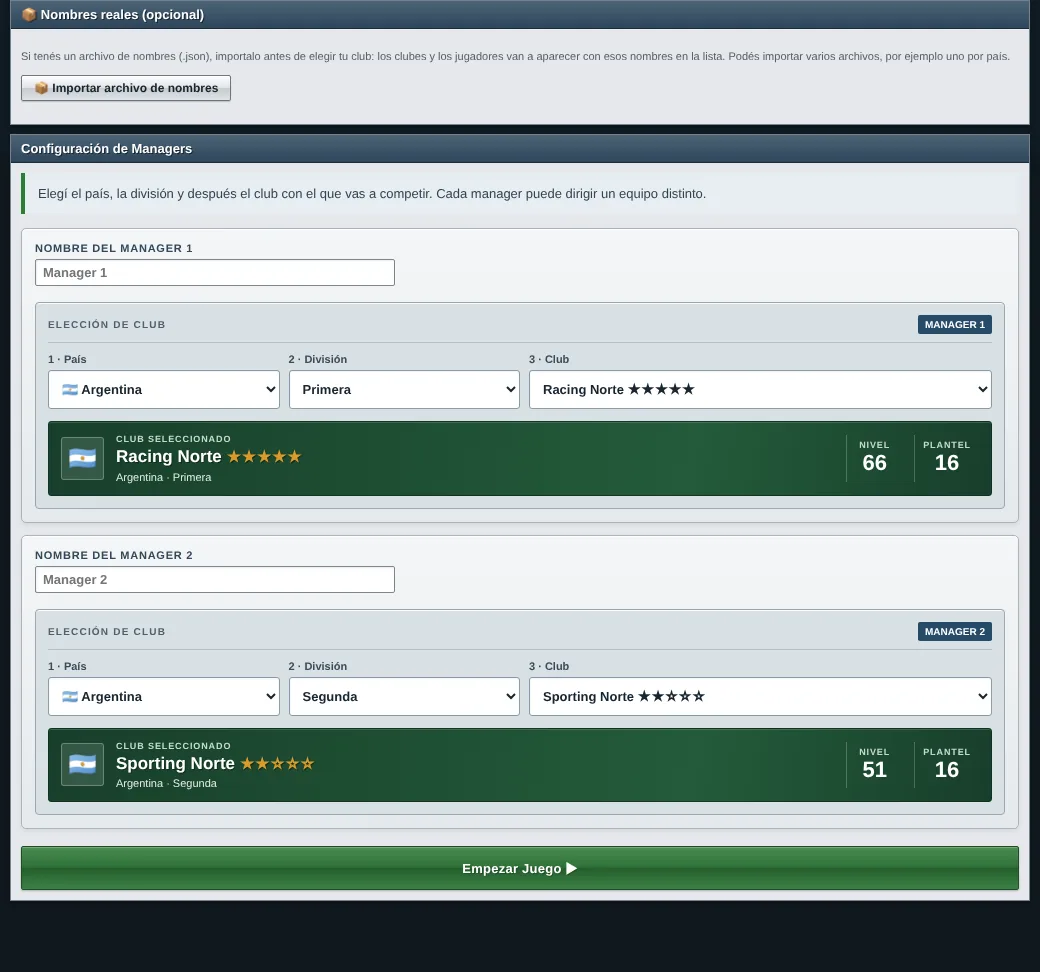 📦 Nombres reales (opcional)
Si tenés un archivo de nombres (.json), importalo antes de elegir tu club: los clubes y los jugadores van a aparecer con esos nombres en la lista. Podés importar varios archivos, por ejemplo uno por país.
📦 Importar archivo de nombres
Configuración de Managers
Elegí el país, la división y después el club con el que vas a competir. Cada manager puede dirigir un equipo distinto.
NOMBRE DEL MANAGER 1
Manager 1
ELECCIÓN DE CLUB
MANAGER 1
1 · País
2 · División
3 · Club
🇦🇷 Argentina
Primera
Racing Norte ★★★★★
CLUB SELECCIONADO
Racing Norte ★★★★★
Argentina · Primera
NIVEL
66
PLANTEL
16
NOMBRE DEL MANAGER 2
Manager 2
ELECCIÓN DE CLUB
MANAGER 2
1 · País
2 · División
3 · Club
🇦🇷 Argentina
Segunda
Sporting Norte ★★☆☆☆
CLUB SELECCIONADO
Sporting Norte ★★☆☆☆
Argentina · Segunda
NIVEL
51
PLANTEL
16
Empezar Juego ▶